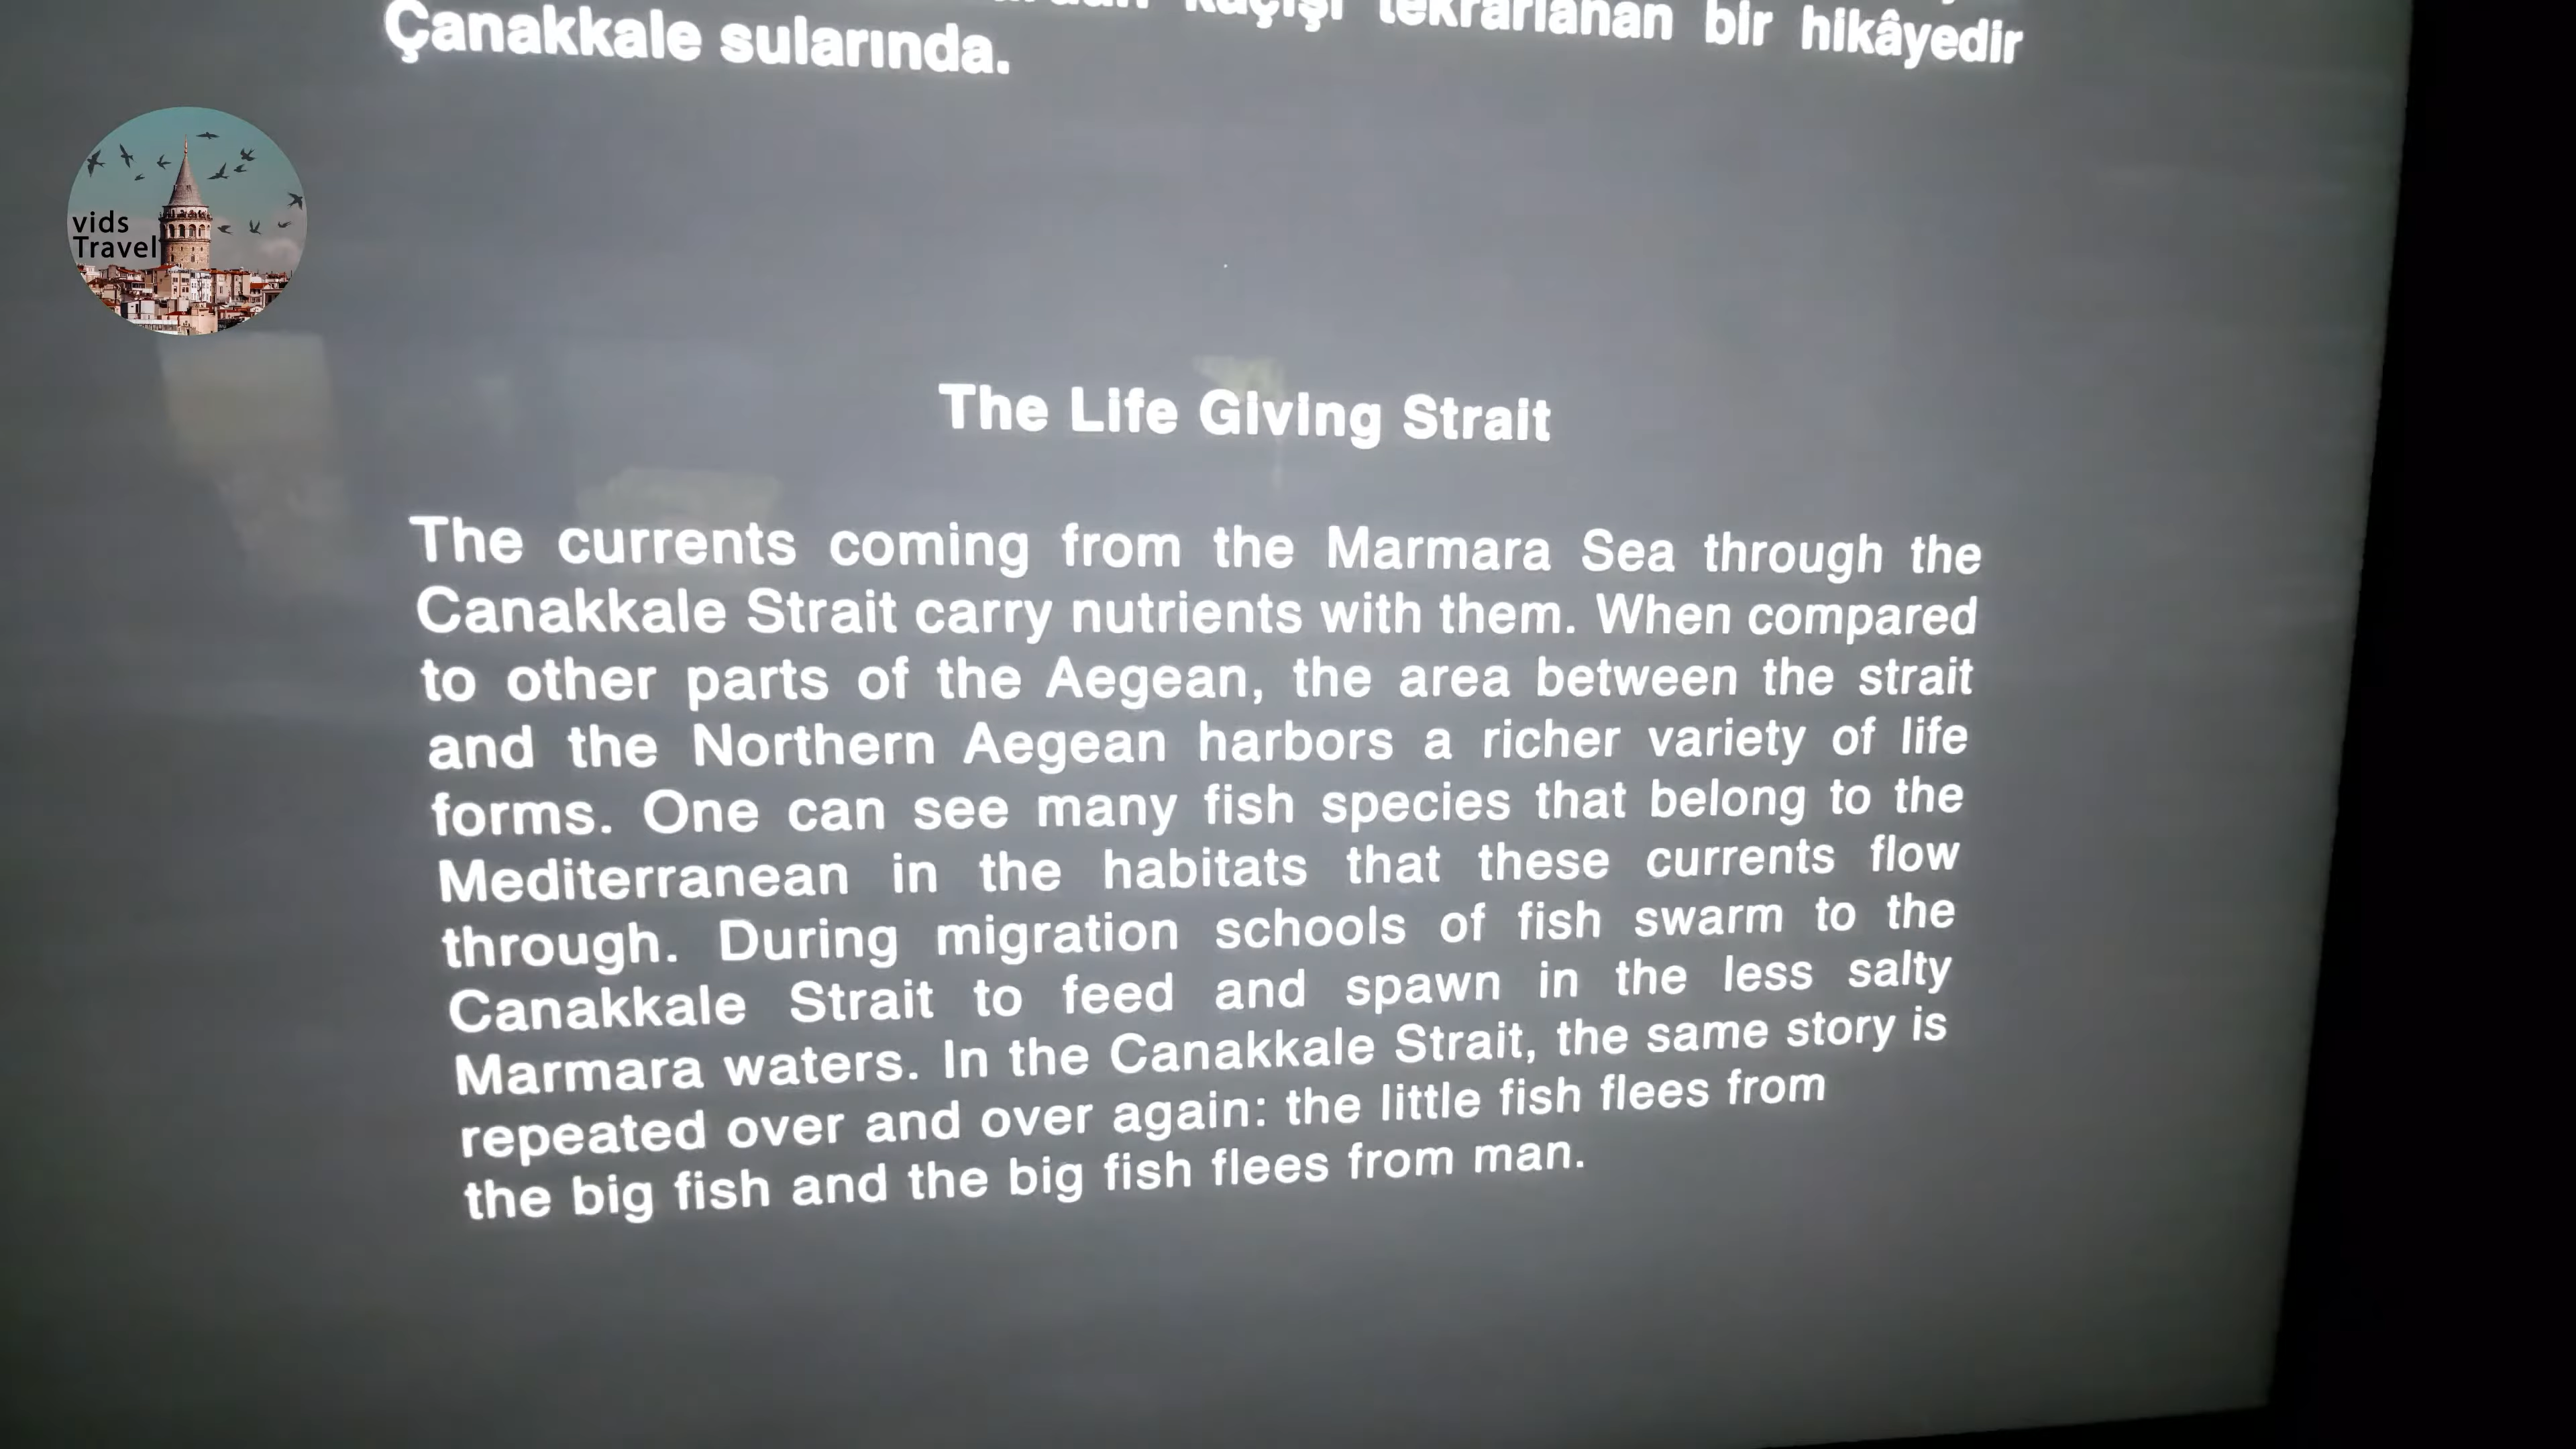 kaçışı tekrarlanan bir hikâyedir
Çanakkale sularında.
vids
Travel
The Life Giving Strait
The currents coming from the Marmara Sea through the
Canakkale Strait carry nutrients with them. When compared
to other parts of the Aegean, the area between the strait
and the Northern Aegean harbors a richer variety of life
forms. One can see many fish species that belong to the
Mediterranean in the habitats that these currents flow
through. During migration schools of fish swarm to the
Canakkale Strait to feed and spawn in the less salty
Marmara waters. In the Canakkale Strait, the same story is
repeated over and over again: the little fish flees from
the big fish and the big fish flees from man.